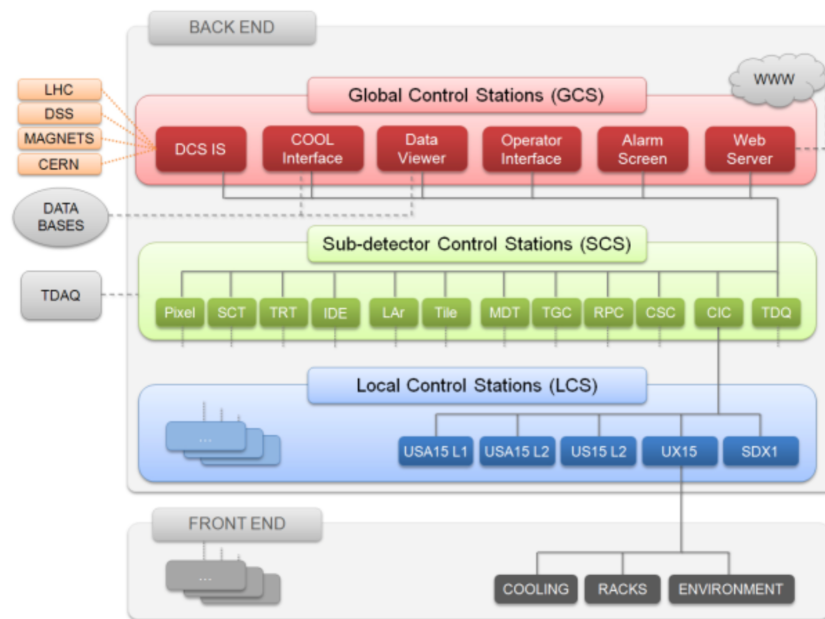 BACK END
WWW
LHC
DSS
MAGNETS
CERN
Global Control Stations (GCS)
DCS IS
COOL
Interface
Data
Viewer
Operator
Interface
Alarm
Screen
Web
Server
DATA
BASES
Sub-detector Control Stations (SCS)
TDAQ
Pixel
SCT
TRT
IDE
LAr
Tile
MDT
TGC
RPC
CSC
CIC
TDQ
Local Control Stations (LCS)
...
USA15 L1
USA15 L2
US15 L2
UX15
SDX1
FRONT END
...
COOLING
RACKS
ENVIRONMENT